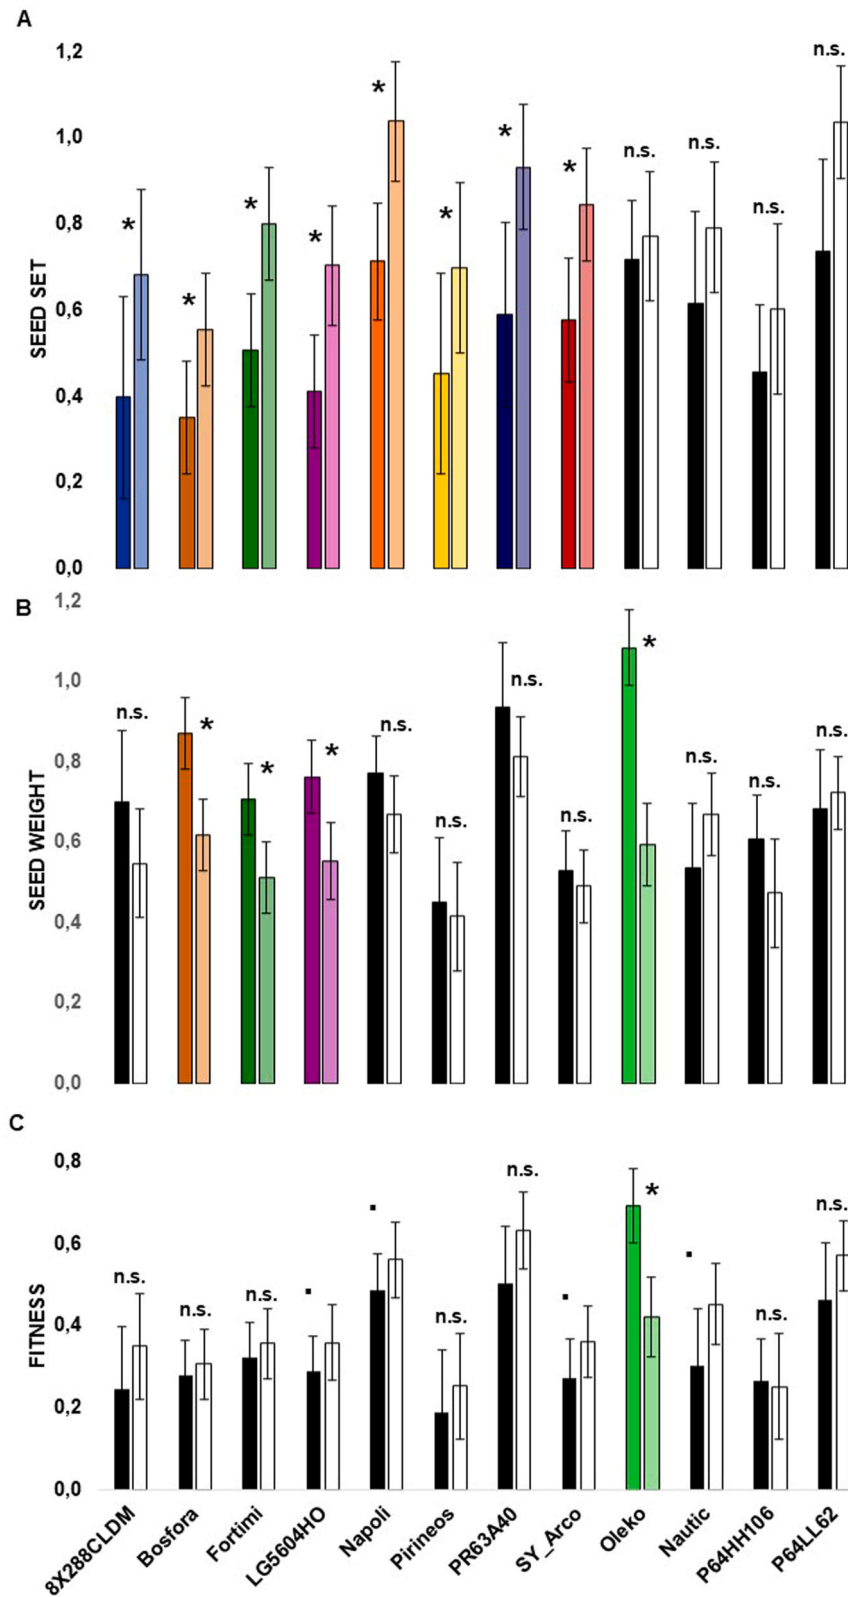 A
1,2
n.s.
*
*
n.s.
1,0
*
n.s.
*
*
*
*
n.s.
0,8
*
*
0,6
0,4
0,2
0,0
SEED SET
B
1,2
*
1,0
n.s.
n.s.
*
n.s.
n.s.
0,8
*
*
n.s.
n.s.
n.s.
n.s.
0,6
0,4
0,2
0,0
SEED WEIGHT
C
0,8
n.s.
*
n.s.
0,6
n.s.
n.s.
n.s.
n.s.
n.s.
0,4
0,2
0,0
FITNESS
8X288CLDM
Bosfora
Fortimi
LG5604HO
Napoli
Pirineos
PR63A40
SY_Arco
Oleko
Nautic
P64HH106
P64LL62